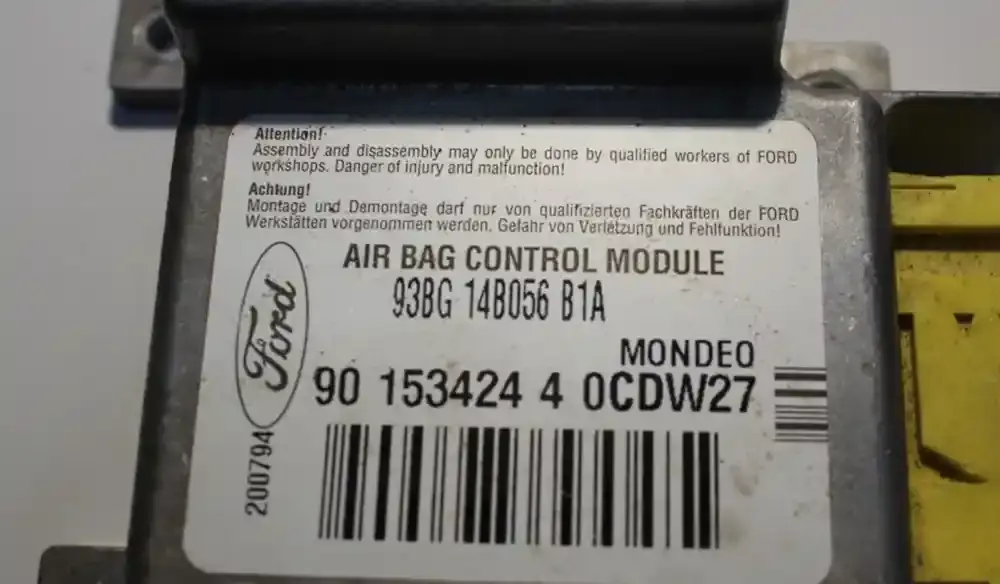 Attention!
Assembly and disassembly may only be done by qualified workers of FORD
workshops. Danger of injury and malfunction!
Achlung!
Montage und Demontage darf nur von qualifizierten Fachkräften der FORD
Werkstätten vorgenommen werden. Gefahr von Verletzung und Fehlfunktion!
AIR BAG CONTROL MODULE
93BG 14B056 B1A
Ford
MONDEO
90 153424 4 0CDW27
200794